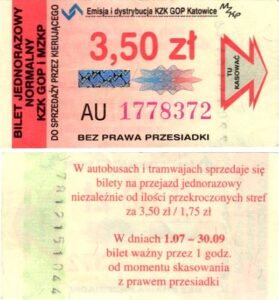 Emisja i dystrybucja KZK GOP Katowice
BILET JEDNORAZOWY
NORMALNY
KZK GOP i MZKP
DO SPRZEDAŻY PRZEZ KIERUJĄCEGO
3,50 zł
TU KASOWAĆ
AU 1778372
BEZ PRAWA PRZESIADKI
W autobusach i tramwajach sprzedaje się
bilety na przejazd jednorazowy
niezależnie od ilości przekroczonych stref
za 3,50 zł / 1,75 zł
W dniach 1.07 – 30.09
bilet ważny przez 1 godz.
od momentu skasowania
z prawem przesiadki